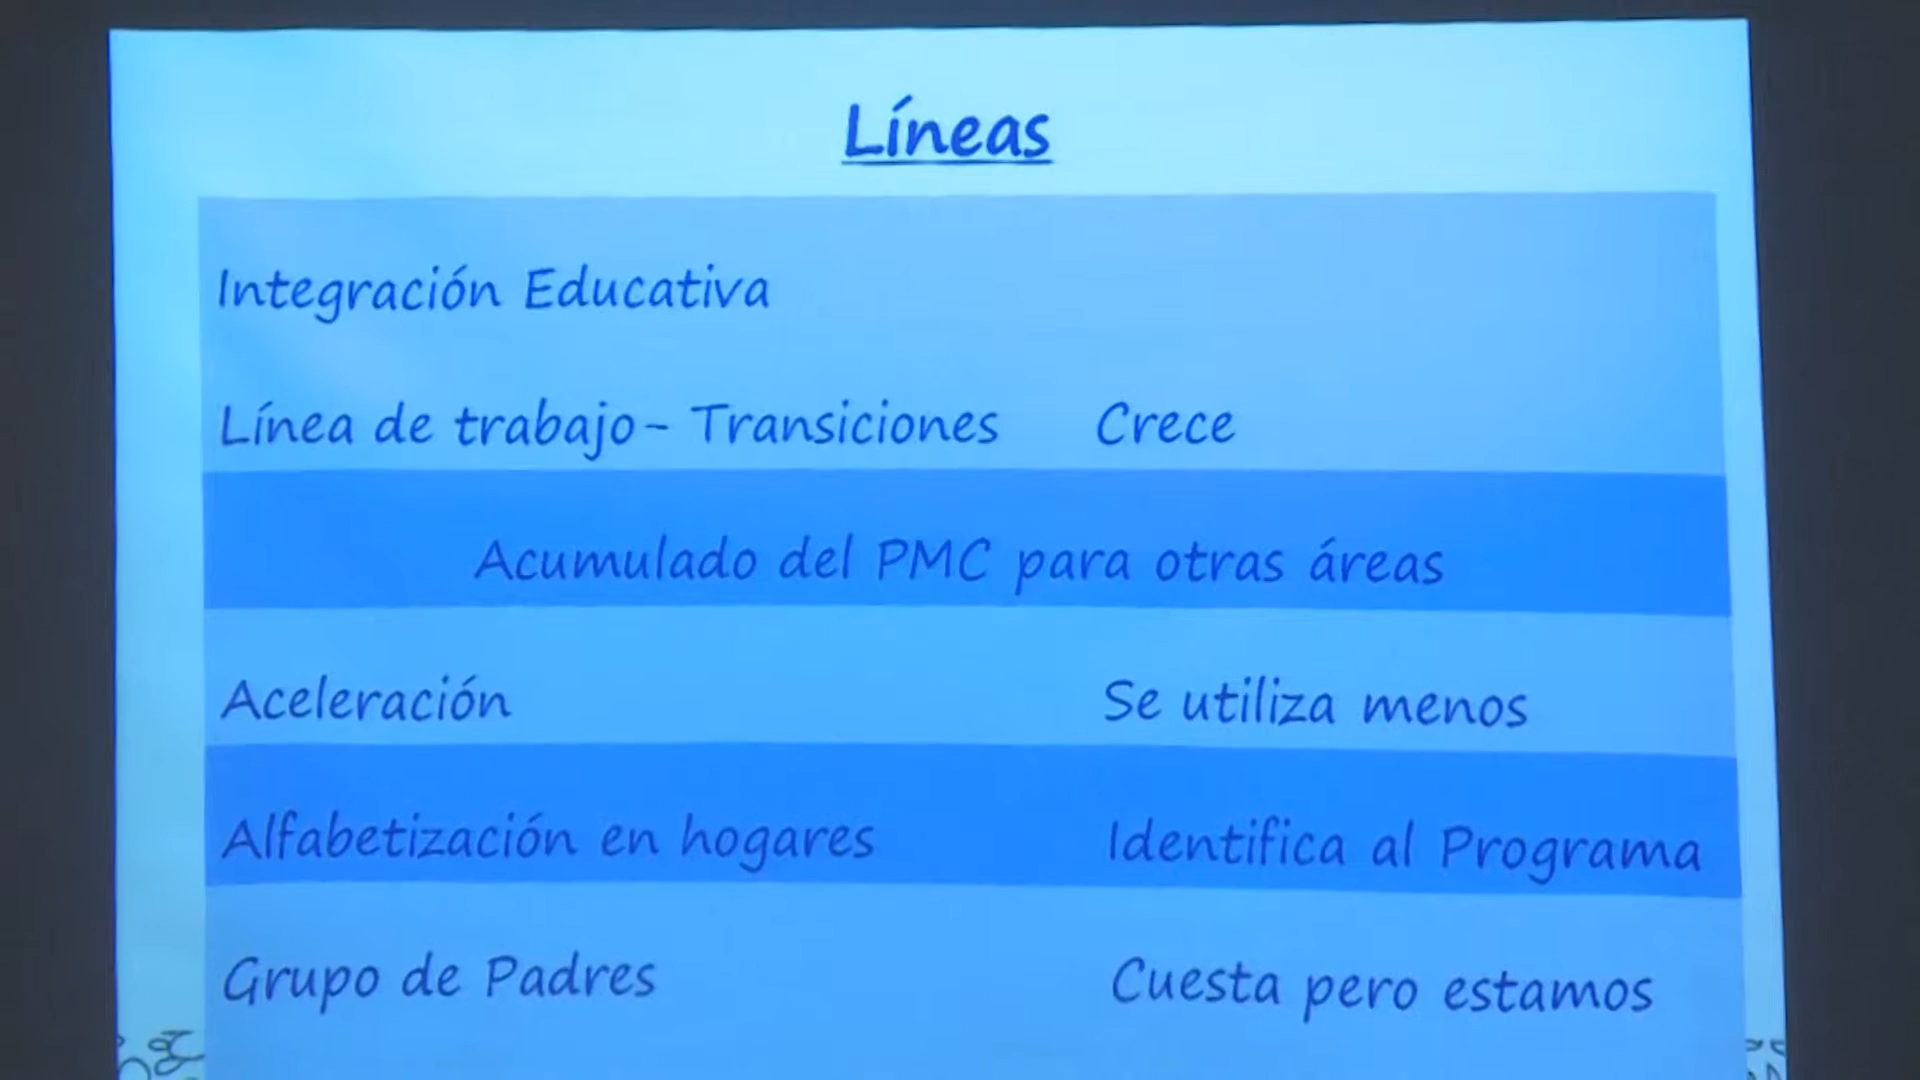 Líneas
Integración Educativa
Línea de trabajo- Transiciones Crece
Acumulado del PMC para otras áreas
Aceleración Se utiliza menos
Alfabetización en hogares Identifica al Programa
Grupo de Padres Cuesta pero estamos